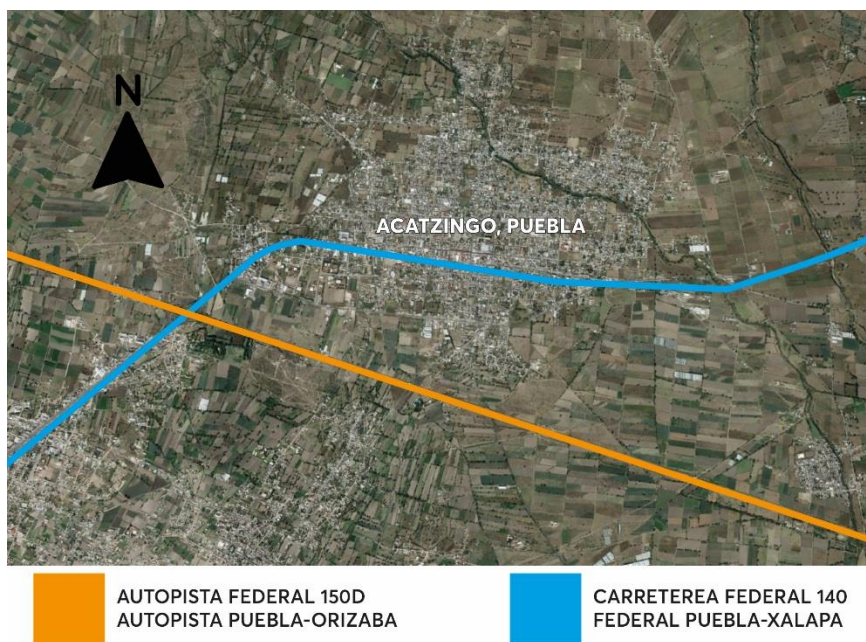 N
ACATZINGO, PUEBLA
AUTOPISTA FEDERAL 150D
AUTOPISTA PUEBLA-ORIZABA
CARRETEREA FEDERAL 140
FEDERAL PUEBLA-XALAPA